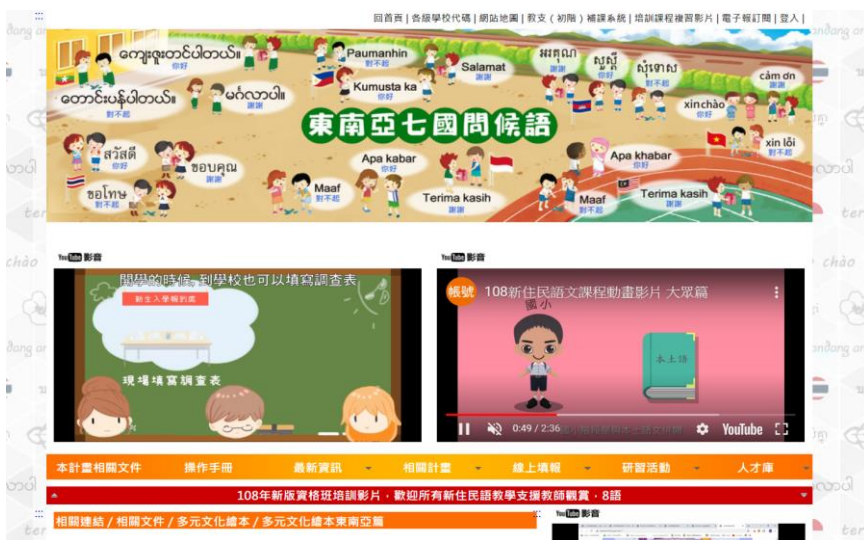 回首頁 | 各級學校代碼 | 網站地圖 | 教支(初階)補課系統 | 培訓課程複習影片 | 電子報訂閱 | 登入 |
ကျေးဇူးတင်ပါတယ်။
謝謝
Paumanhin
對不起
Salamat
謝謝
អរគុណ
謝謝
សួស្តី
你好
សុំទោស
對不起
cảm ơn
謝謝
တောင်းပန်ပါတယ်။
對不起
မင်္ဂလာပါ။
你好
Kumusta ka
你好
xin chào
你好
東南亞七國問候語
xin lỗi
對不起
สวัสดี
你好
ขอบคุณ
謝謝
Apa kabar
你好
Apa khabar
你好
ขอโทษ
對不起
Maaf
對不起
Terima kasih
謝謝
Maaf
對不起
Terima kasih
謝謝
YouTube 影音
YouTube 影音
開學的時候, 到學校也可以填寫調查表
新生入學報到處
現場填寫調查表
帳號
108新住民語文課程動畫影片 大眾篇
國小
本土語
0:49 / 2:36
YouTube
本計畫相關文件
操作手冊
最新資訊
相關計畫
線上填報
研習活動
人才庫
108年新版資格班培訓影片，歡迎所有新住民語教學支援教師觀賞，8語
相關連結 / 相關文件 / 多元文化繪本 / 多元文化繪本東南亞篇
YouTube 影音